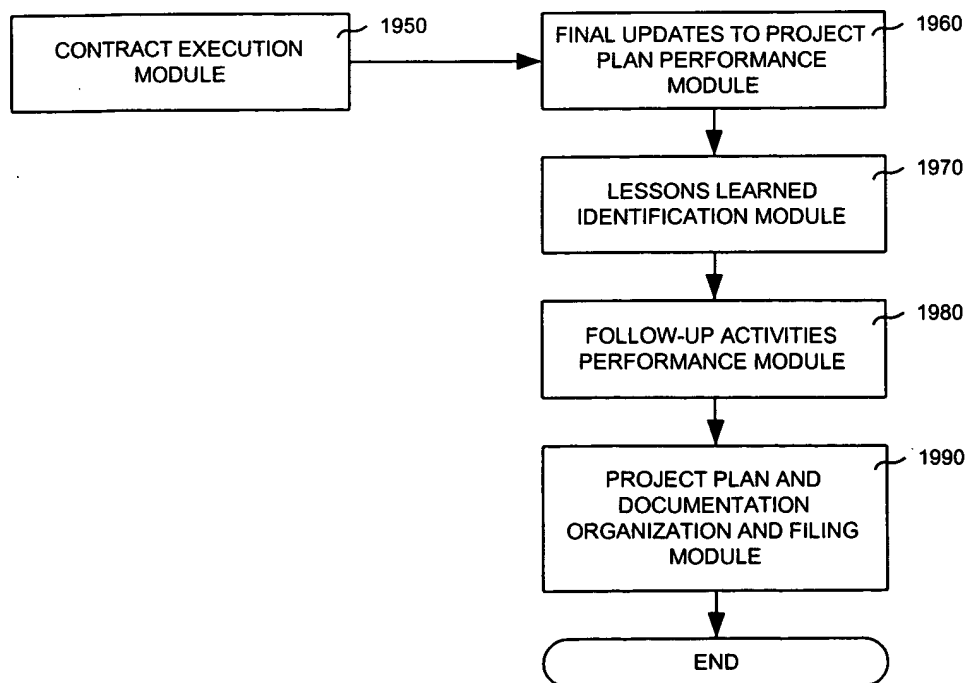 CONTRACT EXECUTION
MODULE
1950
FINAL UPDATES TO PROJECT
PLAN PERFORMANCE
MODULE
1960
LESSONS LEARNED
IDENTIFICATION MODULE
1970
FOLLOW-UP ACTIVITIES
PERFORMANCE MODULE
1980
PROJECT PLAN AND
DOCUMENTATION
ORGANIZATION AND FILING
MODULE
1990
END